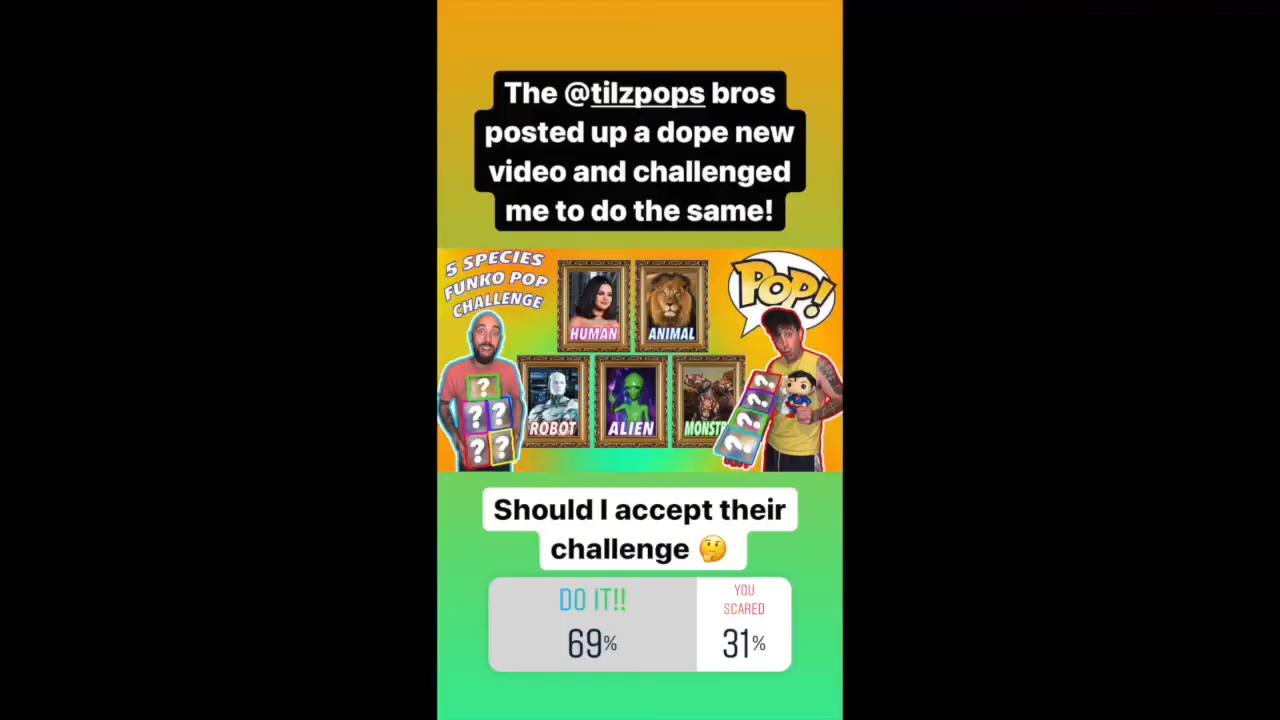 The @tilzpops bros
posted up a dope new
video and challenged
me to do the same!
5 SPECIES
FUNKO POP
CHALLENGE
POP!
HUMAN
ANIMAL
ROBOT
ALIEN
MONST
? 
? ?
? ?
?
?
?
?
Should I accept their
challenge 🤔
DO IT!!
69%
YOU
SCARED
31%